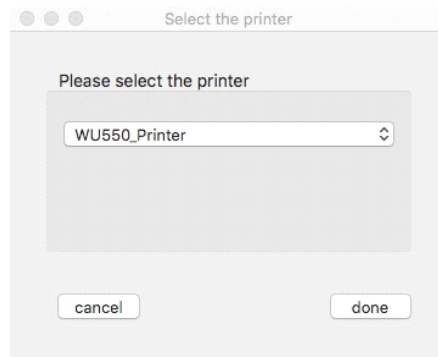 Select the printer
Please select the printer
WU550_Printer
cancel
done